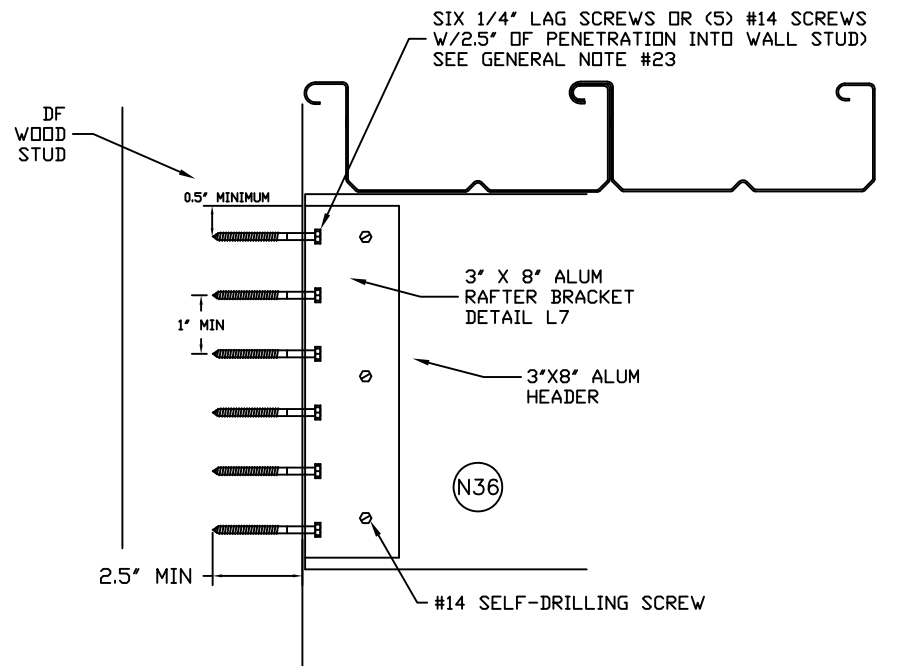 SIX 1/4" LAG SCREWS OR (5) #14 SCREWS
W/2.5" OF PENETRATION INTO WALL STUD)
SEE GENERAL NOTE #23
DF
WOOD
STUD
0.5" MINIMUM
3" X 8" ALUM
RAFTER BRACKET
DETAIL L7
1" MIN
3"X8" ALUM
HEADER
N36
2.5" MIN
#14 SELF-DRILLING SCREW